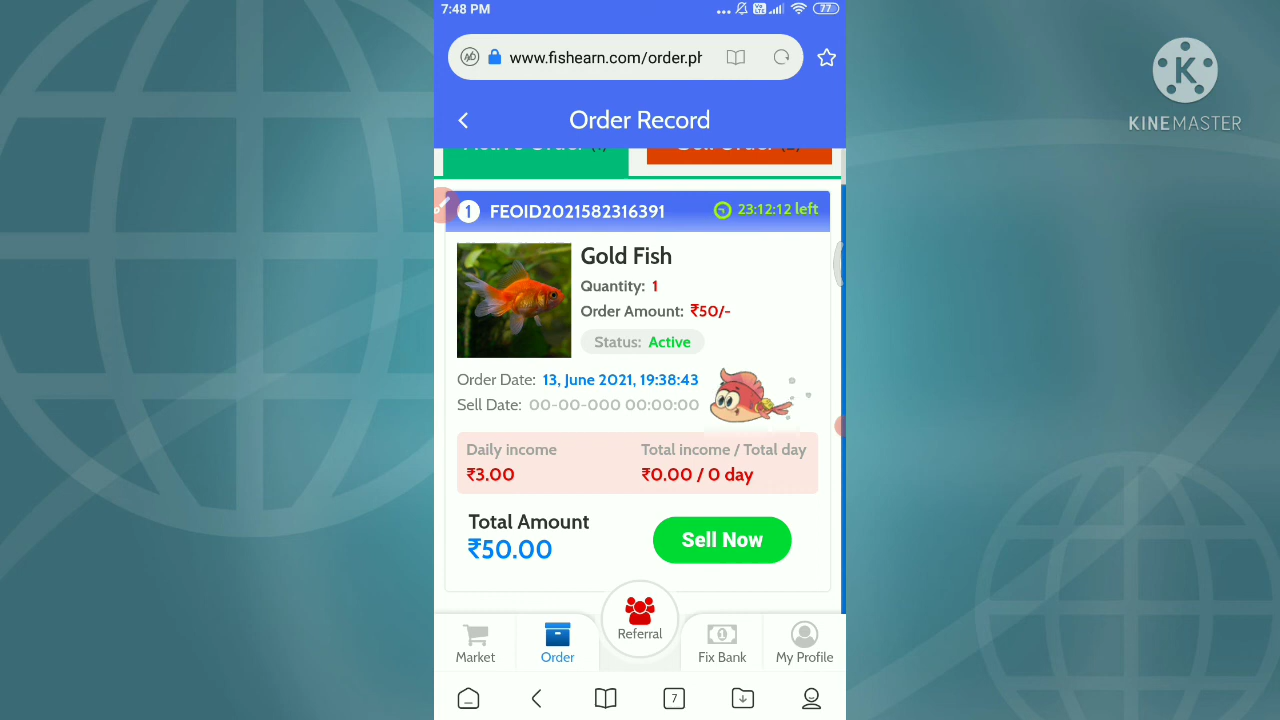 7:48 PM
77
www.fishearn.com/order.ph
Order Record
1 FEOID2021582316391 23:12:12 left
Gold Fish
Quantity: 1
Order Amount: ₹50/-
Status: Active
Order Date: 13, June 2021, 19:38:43
Sell Date: 00-00-000 00:00:00
Daily income Total income / Total day
₹3.00 ₹0.00 / 0 day
Total Amount
₹50.00
Sell Now
Market
Order
Referral
Fix Bank
My Profile
7
K
KINEMASTER